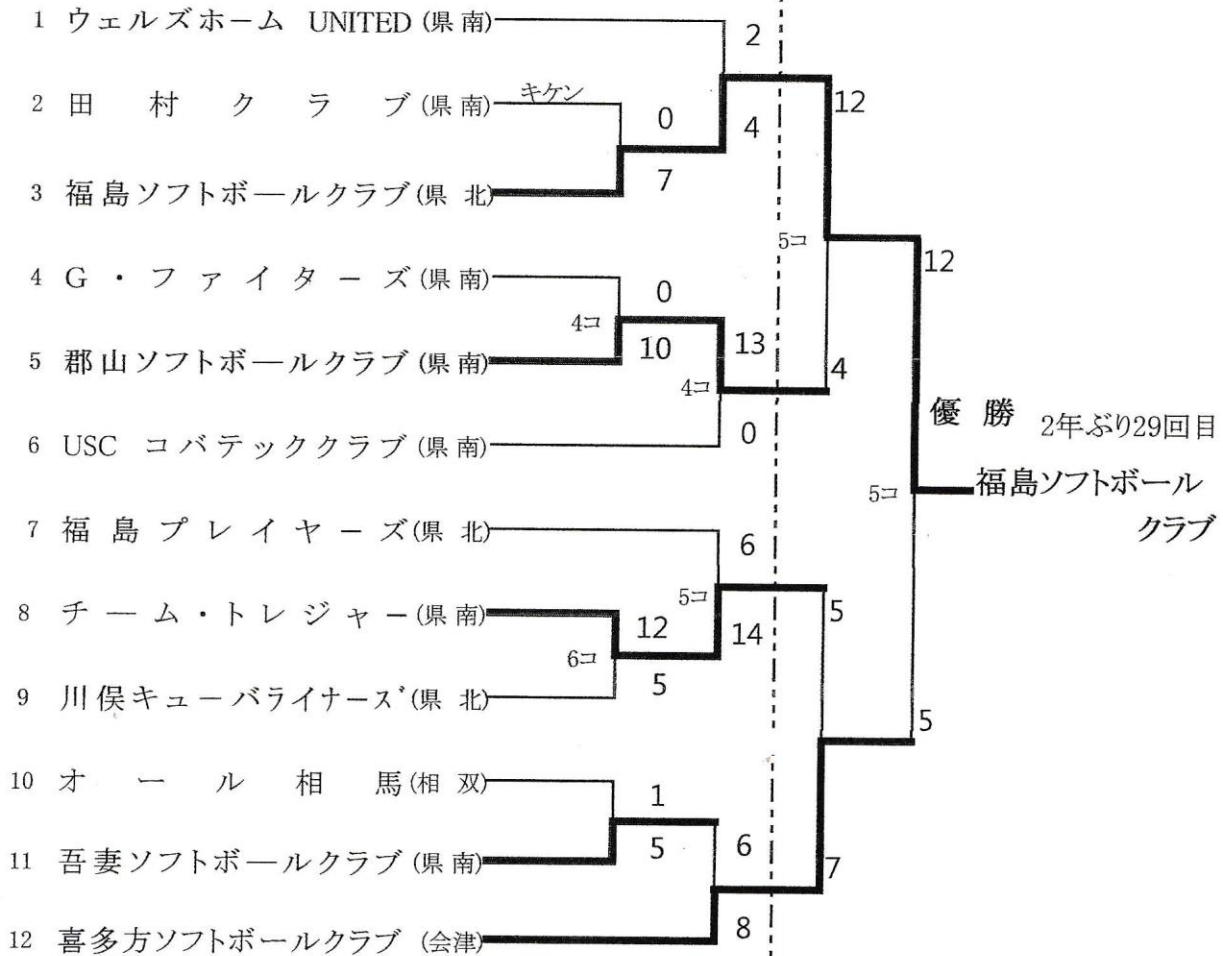 1 ウェルズホーム UNITED (県南)
2
2 田村クラブ (県南) キケン
12
0
4
7
3 福島ソフトボールクラブ (県北)
5コ
12
4 G・ファイターズ (県南)
0
4コ
10
13
5 郡山ソフトボールクラブ (県南)
4コ
4
0
6 USC コバテッククラブ (県南)
優勝 2年ぶり29回目
5コ
福島ソフトボール
クラブ
7 福島プレイヤーズ (県北)
6
8 チーム・トレジャー (県南)
5コ
5
12
14
6コ
5
9 川俣キューバライナーズ (県北)
5
10 オール相馬 (相双)
1
5
6
11 吾妻ソフトボールクラブ (県南)
7
8
12 喜多方ソフトボールクラブ (会津)